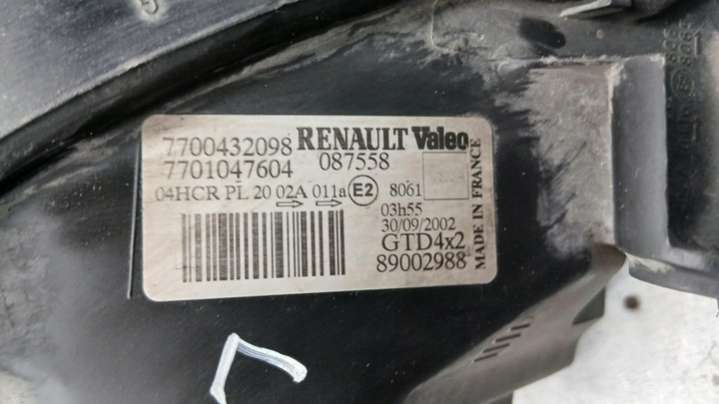 7700432098 RENAULT Valeo
7701047604 087558
04HCR PL 20 02A 011a E2 8061
03h55
30/09/2002
GTD4x2
89002988
MADE IN FRANCE